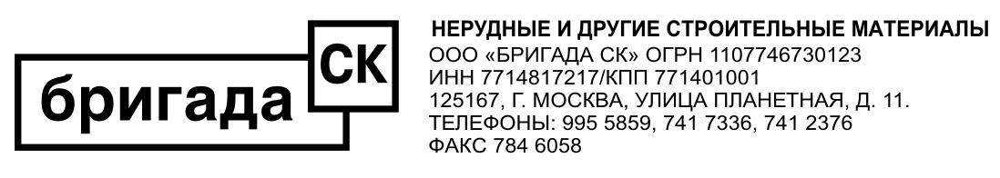 бригада
СК
НЕРУДНЫЕ И ДРУГИЕ СТРОИТЕЛЬНЫЕ МАТЕРИАЛЫ
ООО «БРИГАДА СК» ОГРН 1107746730123
ИНН 7714817217/КПП 771401001
125167, Г. МОСКВА, УЛИЦА ПЛАНЕТНАЯ, Д. 11.
ТЕЛЕФОНЫ: 995 5859, 741 7336, 741 2376
ФАКС 784 6058